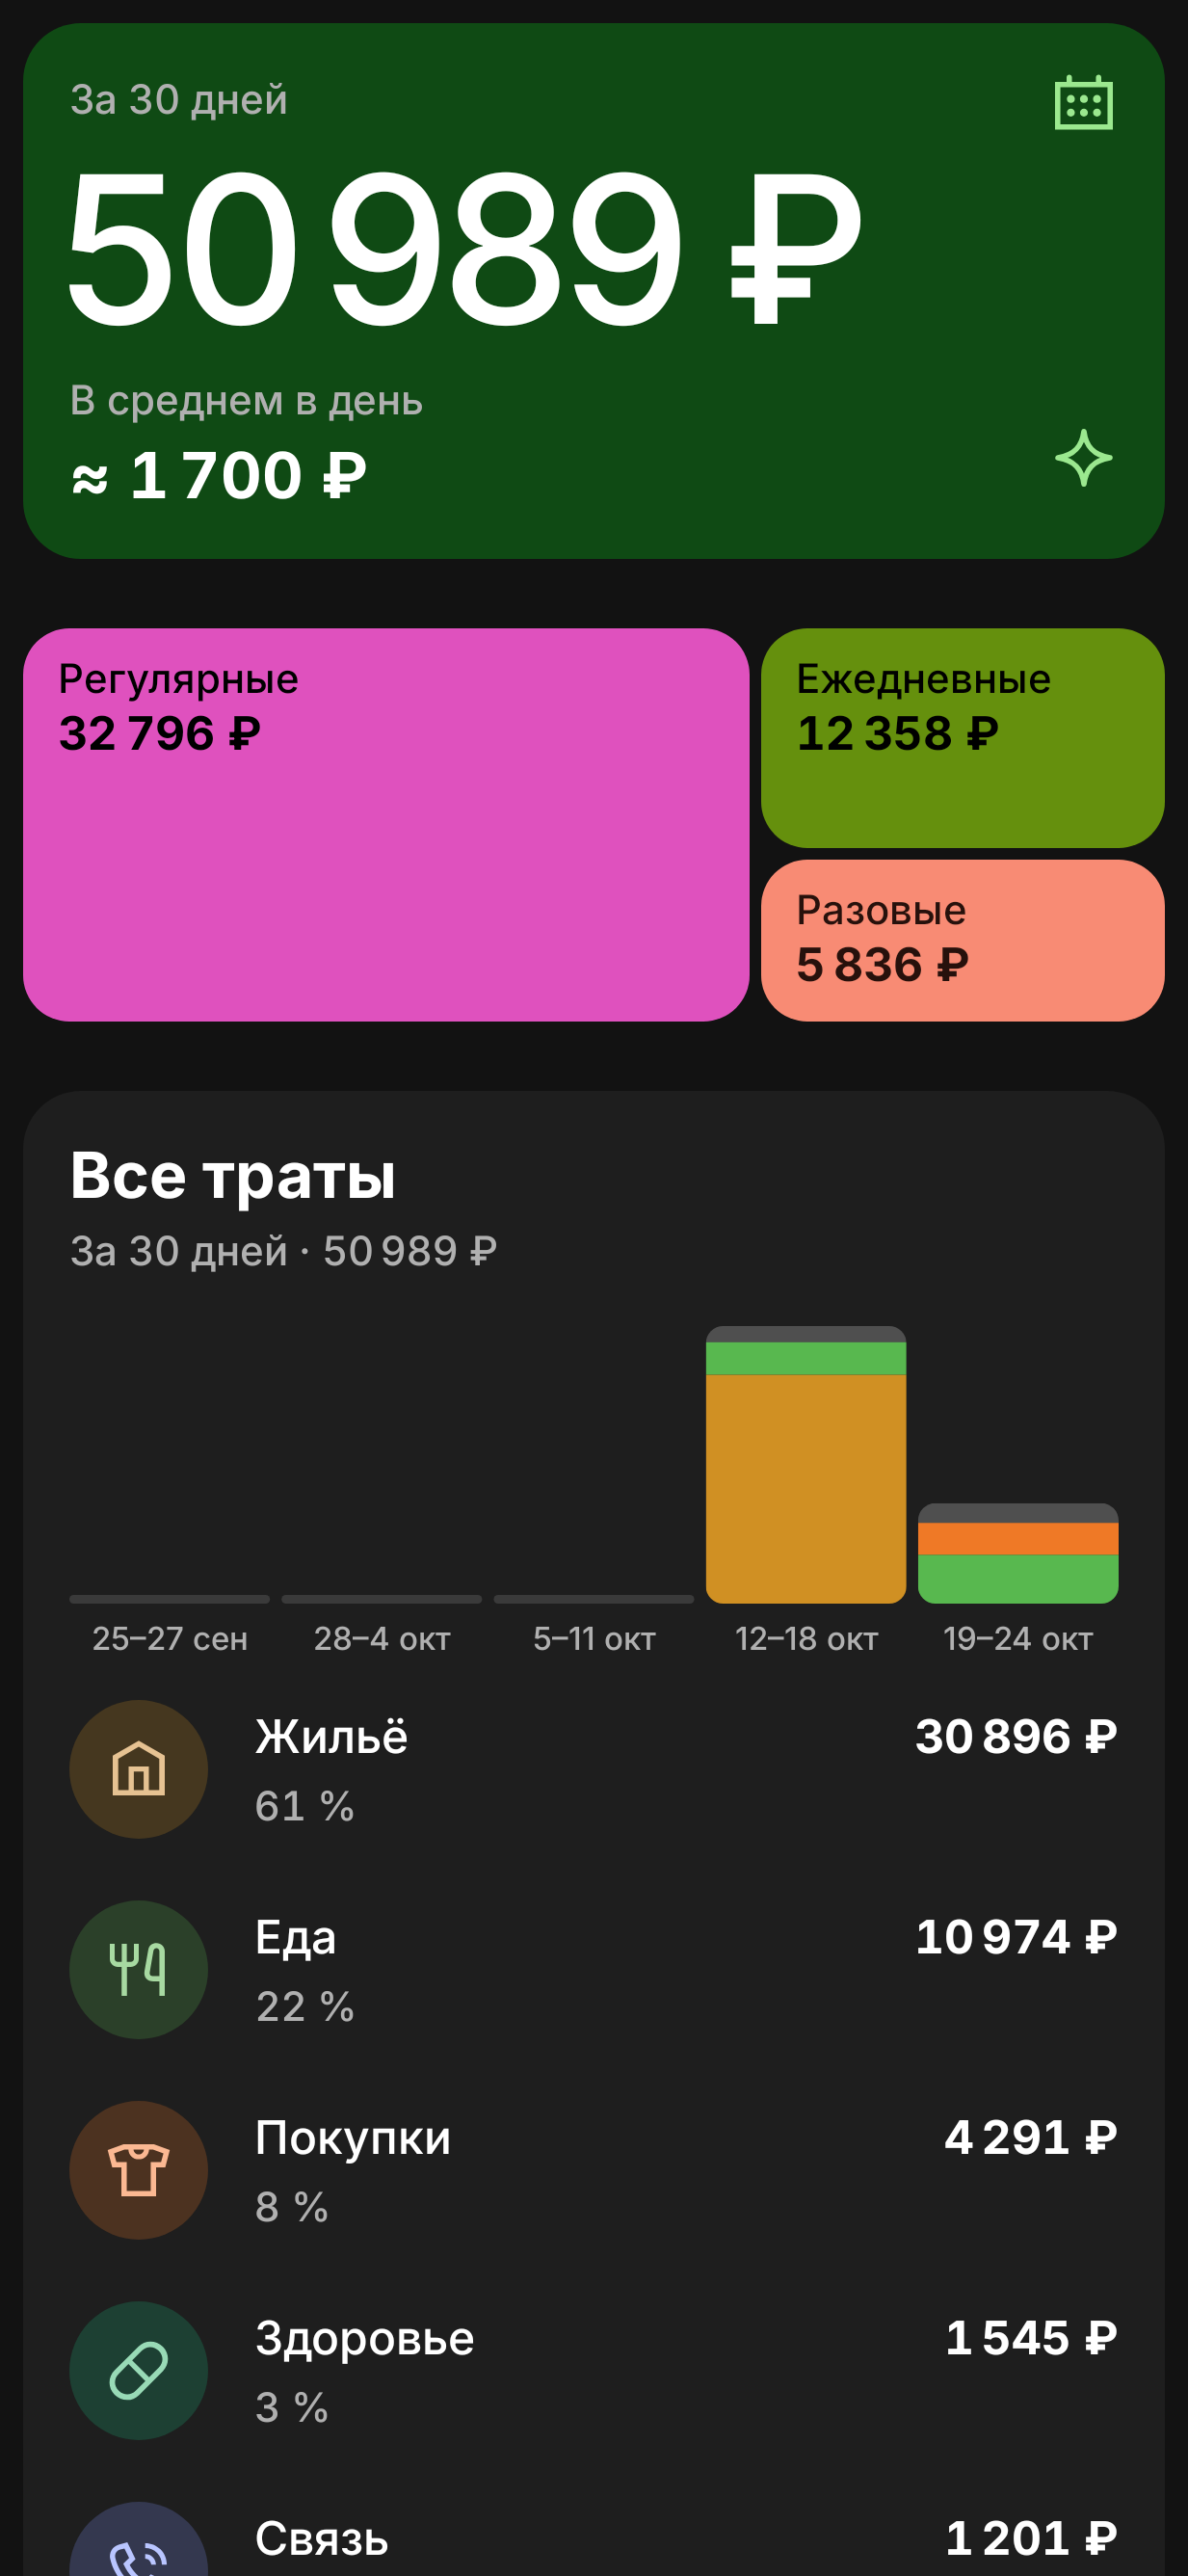 За 30 дней
50 989 ₽
В среднем в день
≈ 1 700 ₽
Регулярные
32 796 ₽
Ежедневные
12 358 ₽
Разовые
5 836 ₽
Все траты
За 30 дней · 50 989 ₽
25–27 сен 28–4 окт 5–11 окт 12–18 окт 19–24 окт
Жильё 30 896 ₽
61 %
Еда 10 974 ₽
22 %
Покупки 4 291 ₽
8 %
Здоровье 1 545 ₽
3 %
Связь 1 201 ₽